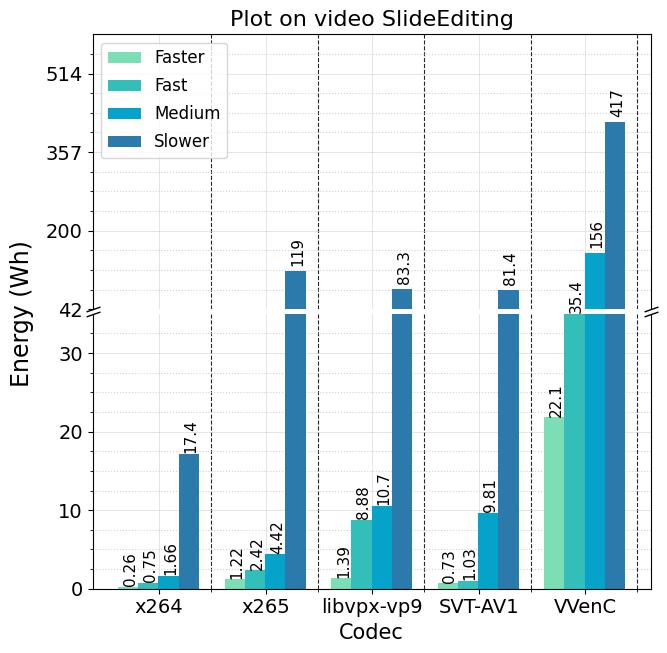 Plot on video SlideEditing
Faster
Fast
Medium
Slower
514
357
200
42
30
20
10
0
Energy (Wh)
0.26
0.75
1.66
17.4
1.22
2.42
4.42
119
1.39
8.88
10.7
83.3
0.73
1.03
9.81
81.4
22.1
35.4
156
417
x264
x265
libvpx-vp9
SVT-AV1
VVenC
Codec